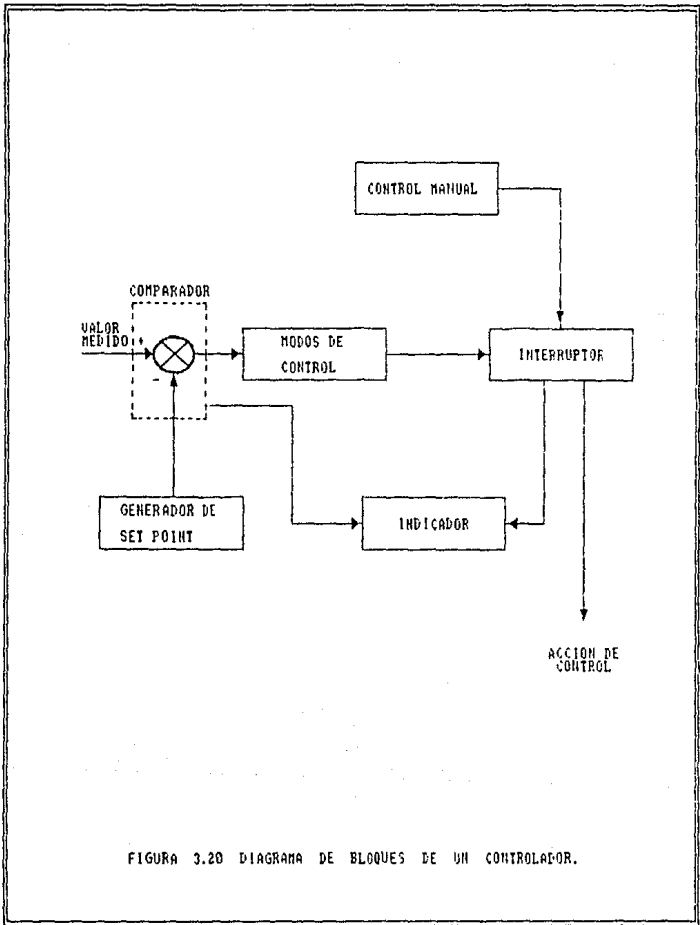 CONTROL MANUAL
COMPARADOR
VALOR
MEDIDO
+
-
MODOS DE
CONTROL
INTERRUPTOR
GENERADOR DE
SET POINT
INDICADOR
ACCION DE
CONTROL
FIGURA 3.20 DIAGRAMA DE BLOQUES DE UN CONTROLADOR.